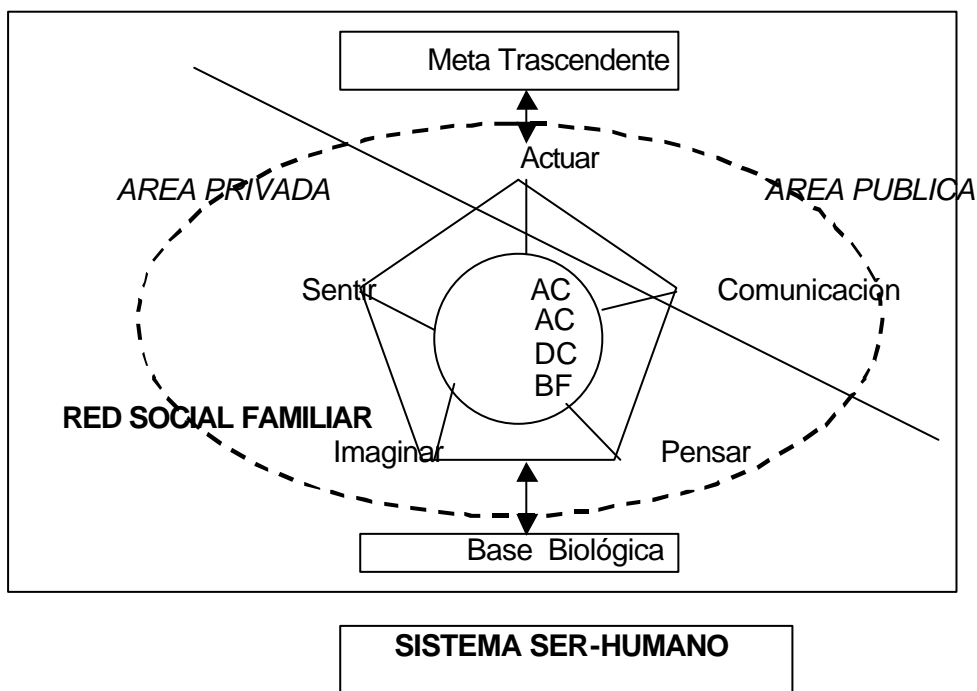 Meta Trascendente
Actuar
AREA PRIVADA
AREA PUBLICA
Sentir
AC
Comunicación
AC
DC
BF
RED SOCIAL FAMILIAR
Imaginar
Pensar
Base Biológica
SISTEMA SER-HUMANO